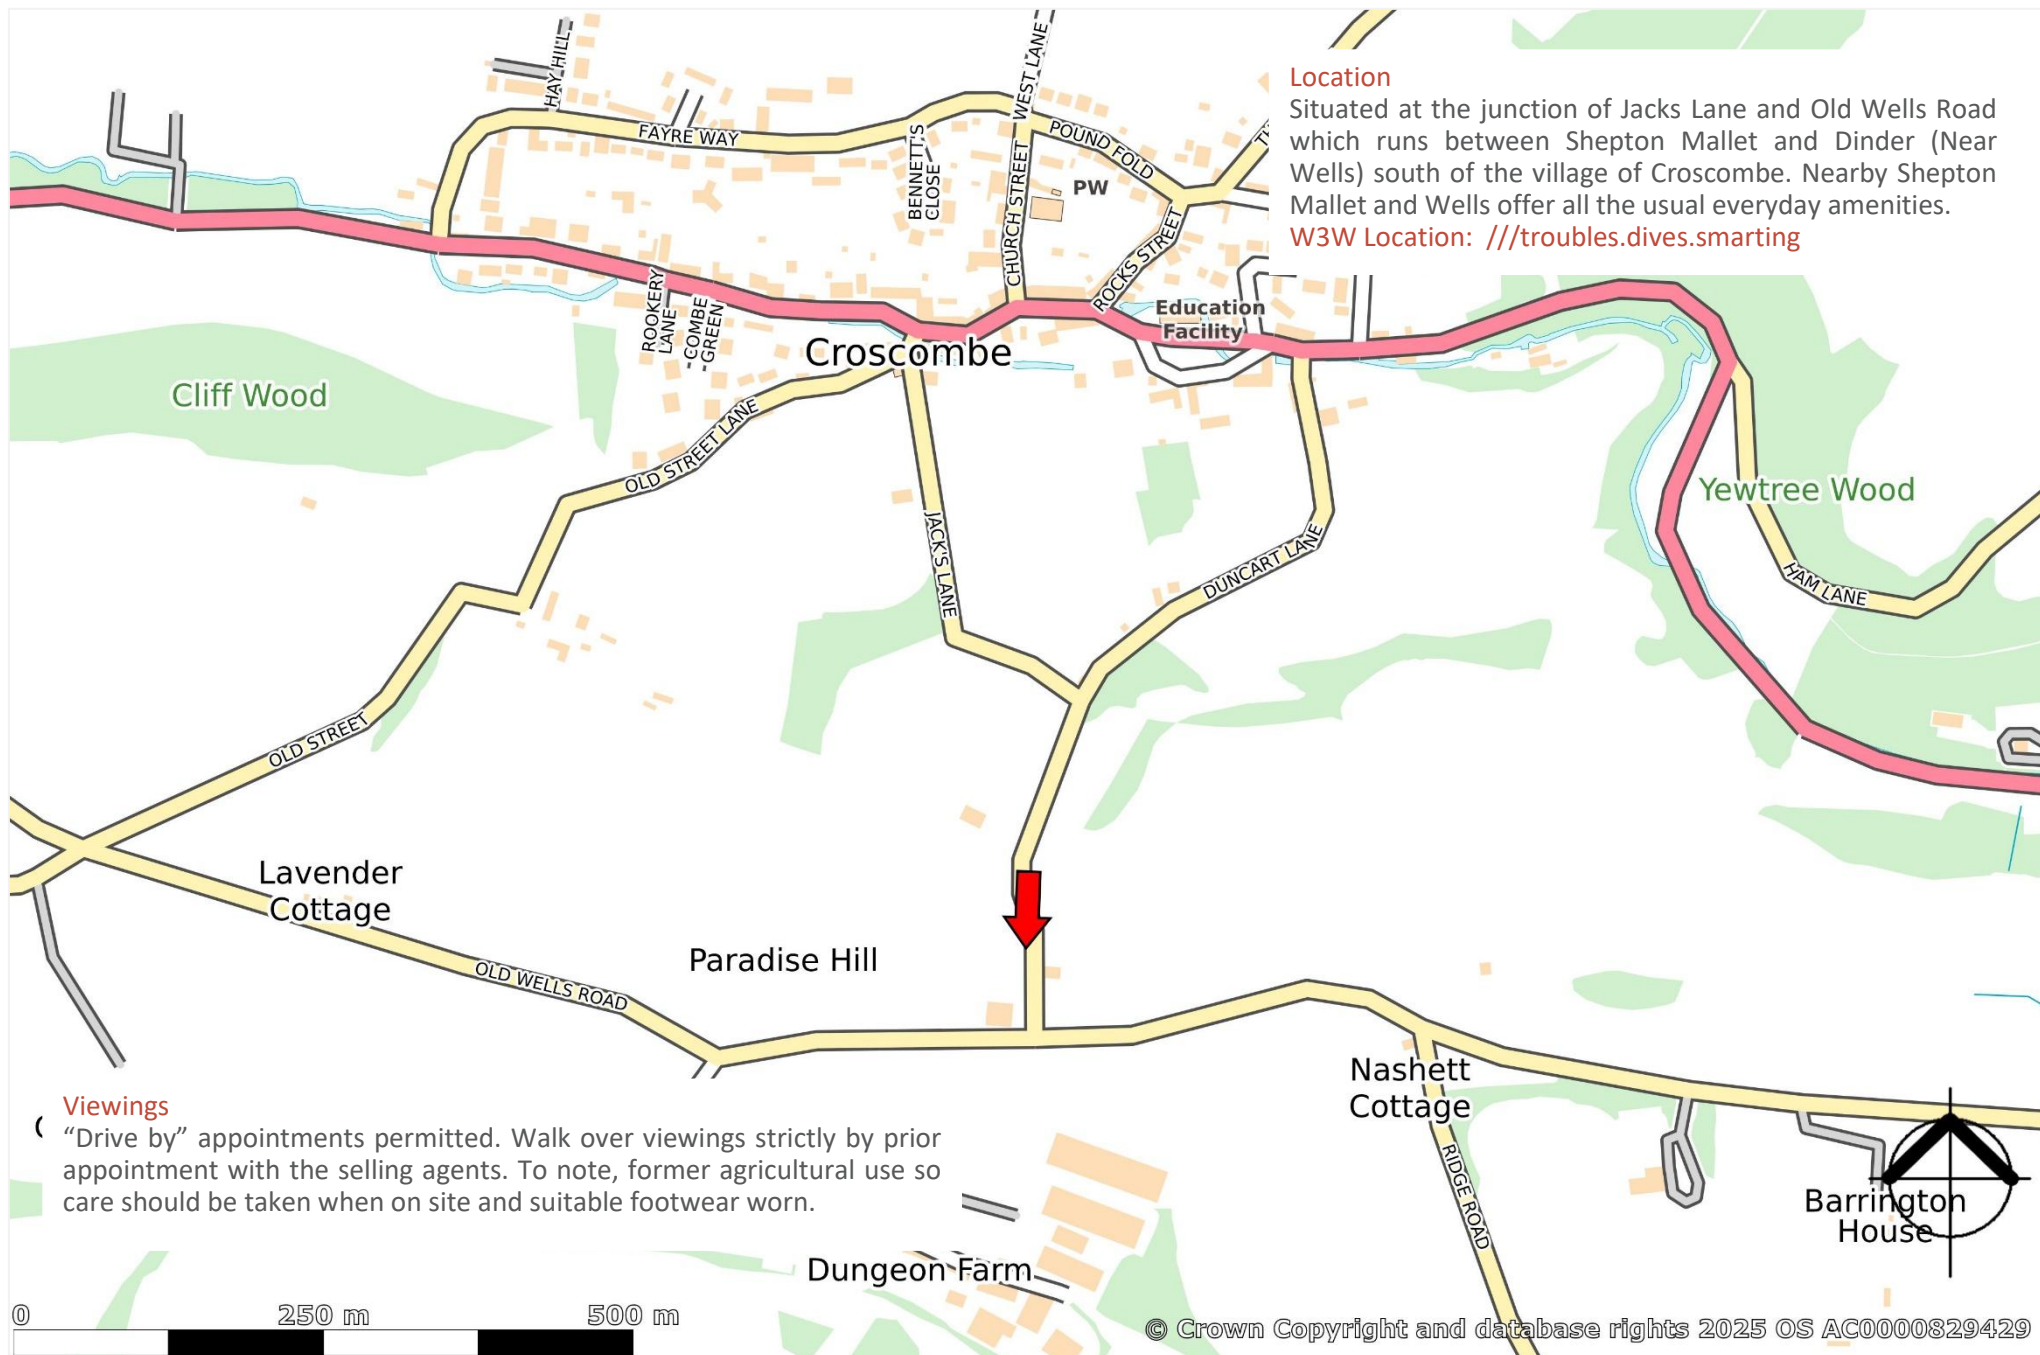 HAY HILL
WEST LANE
FAYRE WAY
BENNETT'S
CLOSE
CHURCH STREET
POUND FOLD
PW
ROCKS STREET
Location
Situated at the junction of Jacks Lane and Old Wells Road
which runs between Shepton Mallet and Dinder (Near
Wells) south of the village of Croscombe. Nearby Shepton
Mallet and Wells offer all the usual everyday amenities.
W3W Location: ///troubles.dives.smarting
ROOKERY
LANE
COMBE
GREEN
Education
Facility
Croscombe
Cliff Wood
OLD STREET LANE
JACK'S LANE
DUNCART LANE
Yewtree Wood
HAM LANE
OLD STREET
Lavender
Cottage
OLD WELLS ROAD
Paradise Hill
Nashett
Cottage
RIDGE ROAD
Barrington
House
Viewings
“Drive by” appointments permitted. Walk over viewings strictly by prior
appointment with the selling agents. To note, former agricultural use so
care should be taken when on site and suitable footwear worn.
Dungeon Farm
0 250 m 500 m
© Crown Copyright and database rights 2025 OS AC0000829429